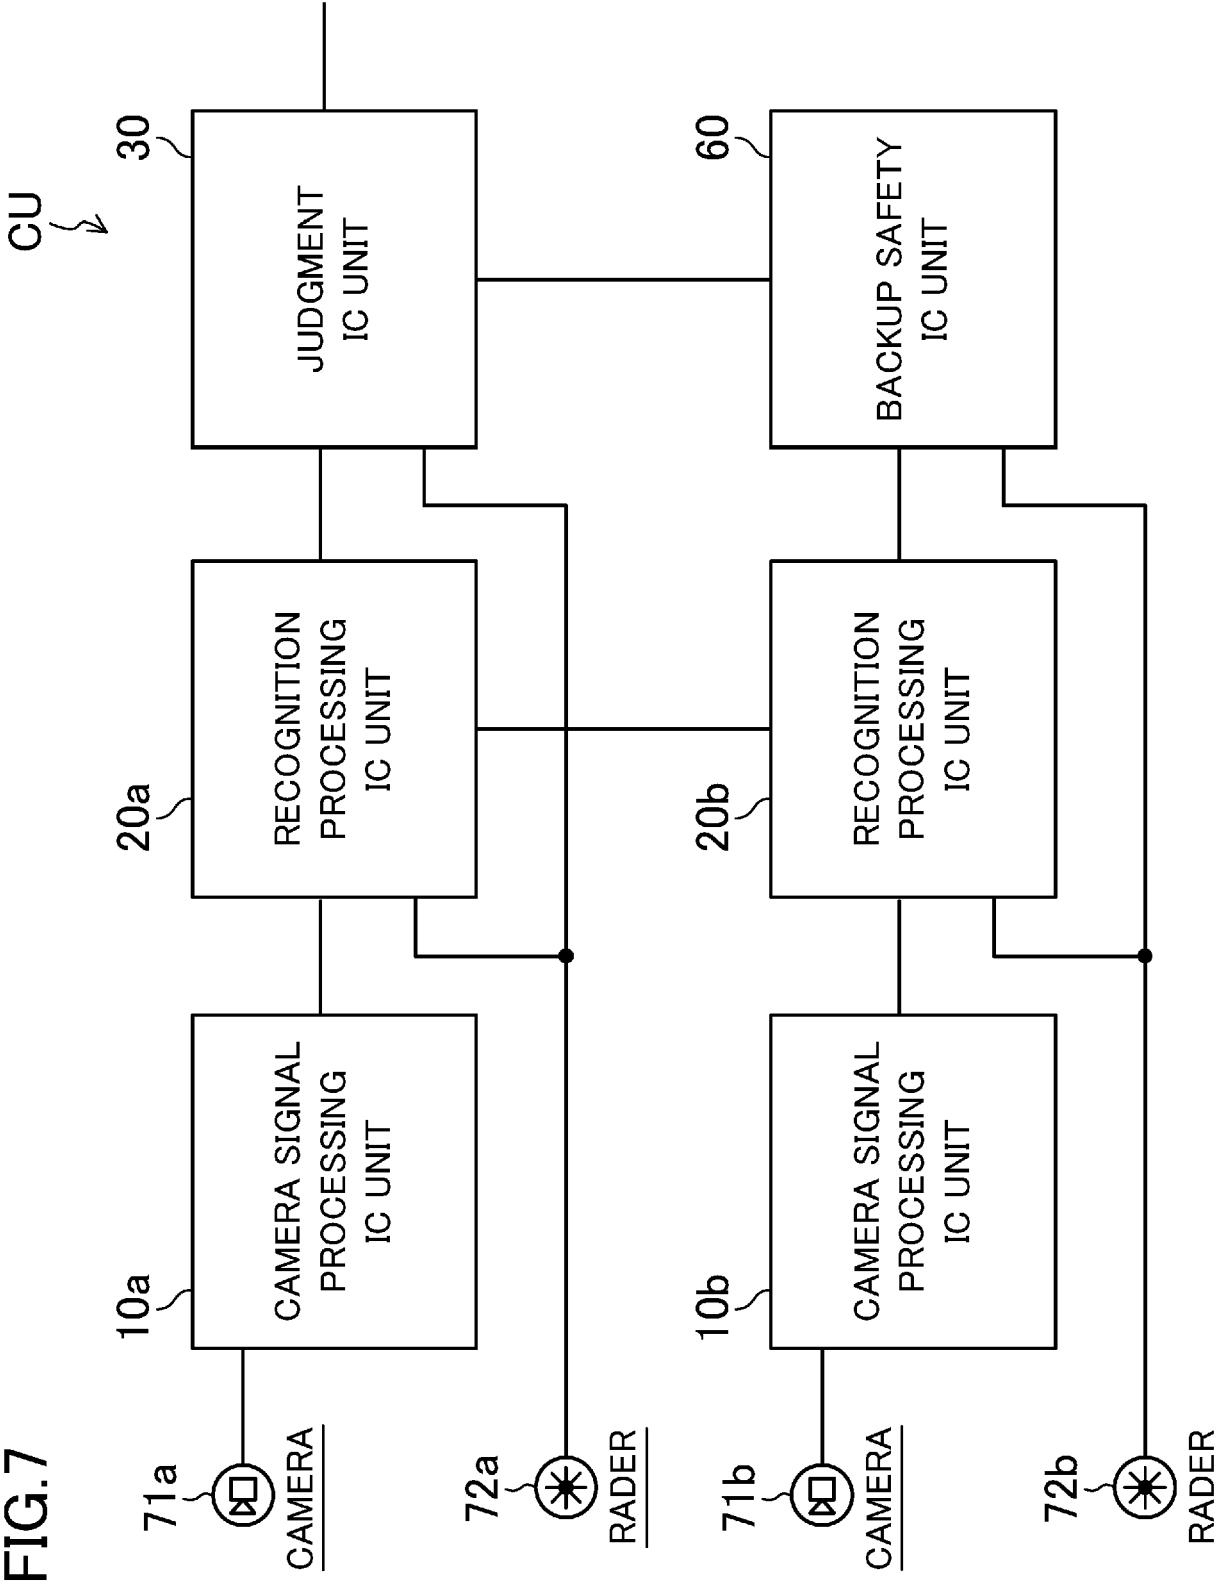 FIG.7
CU
71a
CAMERA
10a
CAMERA SIGNAL
PROCESSING
IC UNIT
20a
RECOGNITION
PROCESSING
IC UNIT
30
JUDGMENT
IC UNIT
72a
RADER
71b
CAMERA
10b
CAMERA SIGNAL
PROCESSING
IC UNIT
20b
RECOGNITION
PROCESSING
IC UNIT
60
BACKUP SAFETY
IC UNIT
72b
RADER